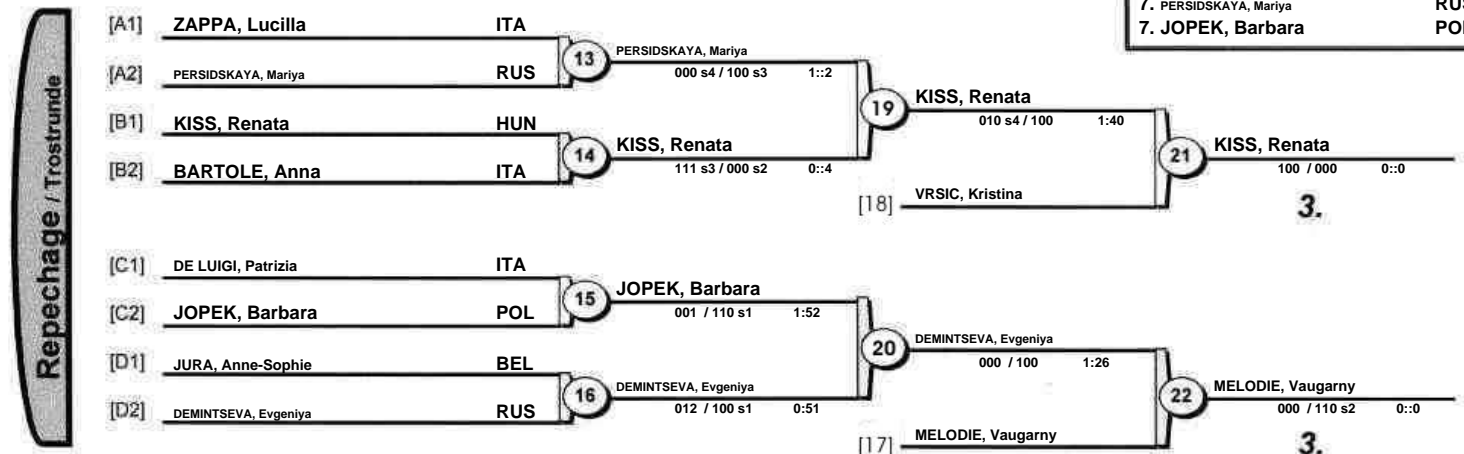 7. PERSIDSKAYA, Mariya RUS
7. JOPEK, Barbara POL
Repechage / Trostrunde
[A1] ZAPPA, Lucilla ITA
[A2] PERSIDSKAYA, Mariya RUS
13 PERSIDSKAYA, Mariya
000 s4 / 100 s3 1::2
[B1] KISS, Renata HUN
[B2] BARTOLE, Anna ITA
14 KISS, Renata
111 s3 / 000 s2 0::4
19 KISS, Renata
010 s4 / 100 1:40
[18] VRSIC, Kristina
21 KISS, Renata
100 / 000 0::0
3.
[C1] DE LUIGI, Patrizia ITA
[C2] JOPEK, Barbara POL
15 JOPEK, Barbara
001 / 110 s1 1:52
[D1] JURA, Anne-Sophie BEL
[D2] DEMINTSEVA, Evgeniya RUS
16 DEMINTSEVA, Evgeniya
012 / 100 s1 0:51
20 DEMINTSEVA, Evgeniya
000 / 100 1:26
[17] MELODIE, Vaugarny
22 MELODIE, Vaugarny
000 / 110 s2 0::0
3.